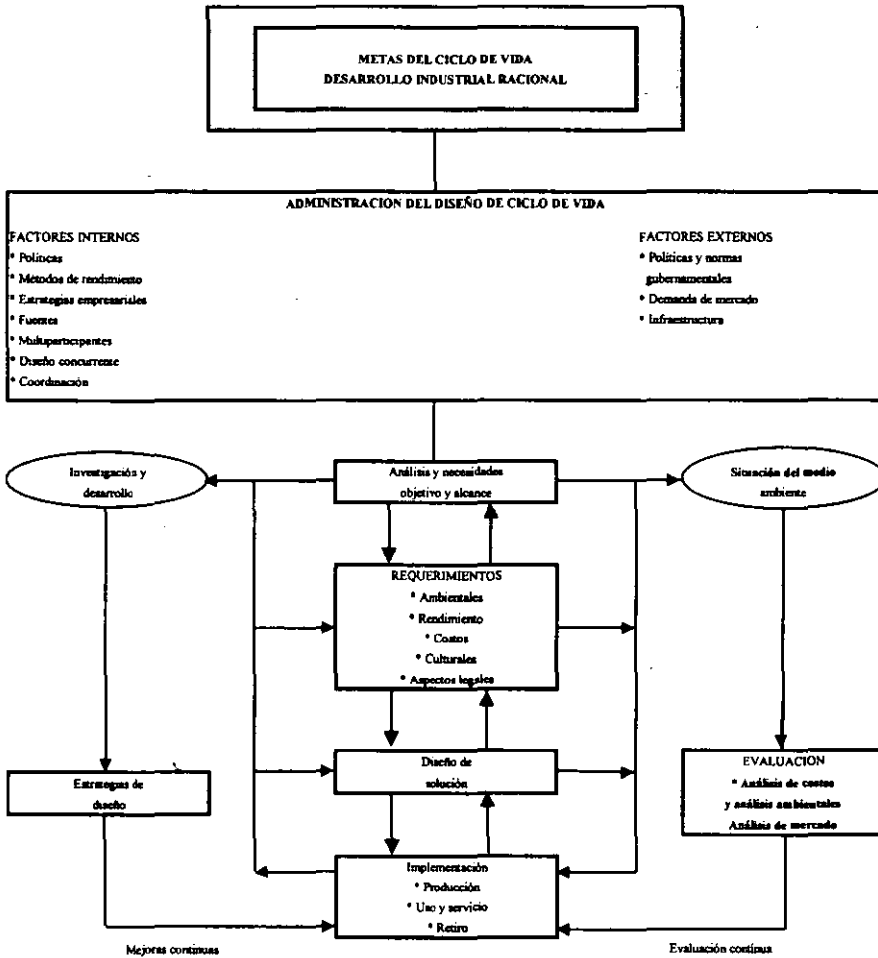 METAS DEL CICLO DE VIDA
DESARROLLO INDUSTRIAL RACIONAL
ADMINISTRACION DEL DISEÑO DE CICLO DE VIDA
FACTORES INTERNOS
* Políticas
* Métodos de rendimiento
* Estrategias empresariales
* Fuentes
* Multiparticipantes
* Diseño concurrente
* Coordinación
FACTORES EXTERNOS
* Políticas y normas
gubernamentales
* Demanda de mercado
* Infraestructura
Investigación y
desarrollo
Análisis y necesidades
objetivo y alcance
Situación del medio
ambiente
REQUERIMIENTOS
* Ambientales
* Rendimiento
* Costos
* Culturales
* Aspectos legales
Estrategias de
diseño
Diseño de
solución
EVALUACION
* Análisis de costos
y análisis ambientales
Análisis de mercado
Implementación
* Producción
* Uso y servicio
* Retiro
Mejoras continuas
Evaluación contínua